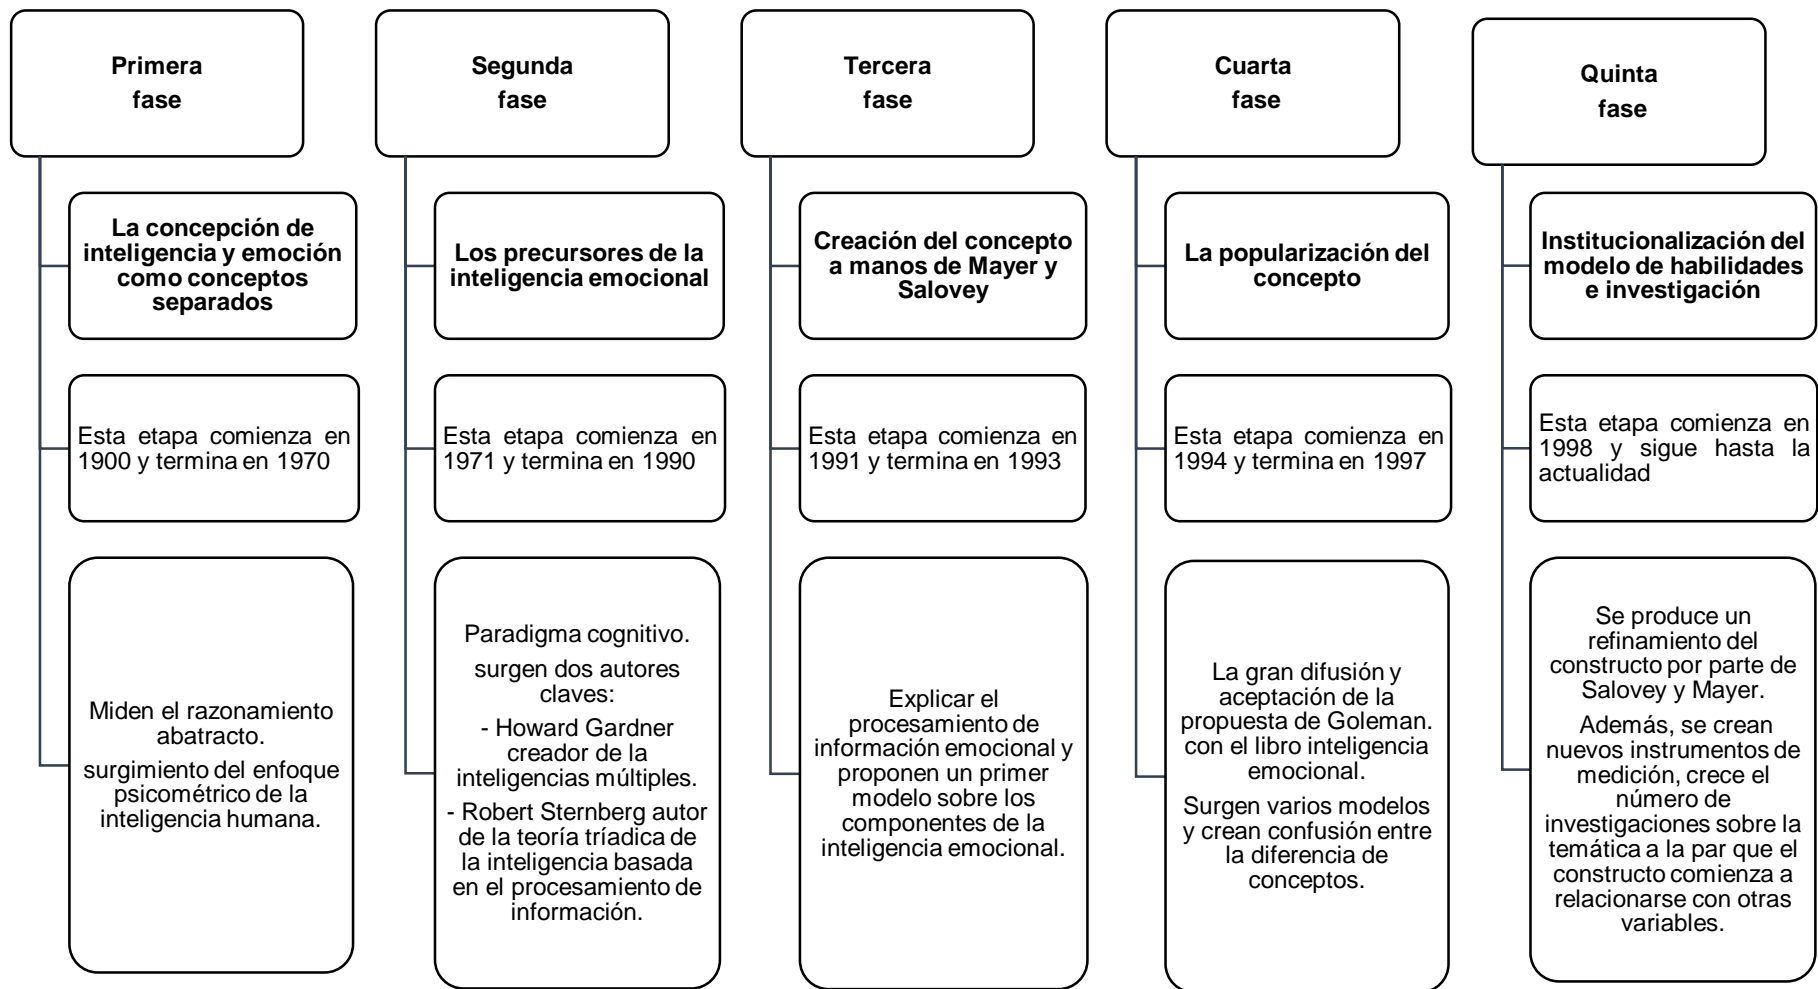 Primera
fase
La concepción de
inteligencia y emoción
como conceptos
separados
Esta etapa comienza en
1900 y termina en 1970
Miden el razonamiento
abatracto.
surgimiento del enfoque
psicométrico de la
inteligencia humana.
Segunda
fase
Los precursores de la
inteligencia emocional
Esta etapa comienza en
1971 y termina en 1990
Paradigma cognitivo.
surgen dos autores
claves:
- Howard Gardner
creador de la
inteligencias múltiples.
- Robert Sternberg autor
de la teoría tríadica de
la inteligencia basada
en el procesamiento de
información.
Tercera
fase
Creación del concepto
a manos de Mayer y
Salovey
Esta etapa comienza en
1991 y termina en 1993
Explicar el
procesamiento de
información emocional y
proponen un primer
modelo sobre los
componentes de la
inteligencia emocional.
Cuarta
fase
La popularización del
concepto
Esta etapa comienza en
1994 y termina en 1997
La gran difusión y
aceptación de la
propuesta de Goleman.
con el libro inteligencia
emocional.
Surgen varios modelos
y crean confusión entre
la diferencia de
conceptos.
Quinta
fase
Institucionalización del
modelo de habilidades
e investigación
Esta etapa comienza en
1998 y sigue hasta la
actualidad
Se produce un
refinamiento del
constructo por parte de
Salovey y Mayer.
Además, se crean
nuevos instrumentos de
medición, crece el
número de
investigaciones sobre la
temática a la par que el
constructo comienza a
relacionarse con otras
variables.